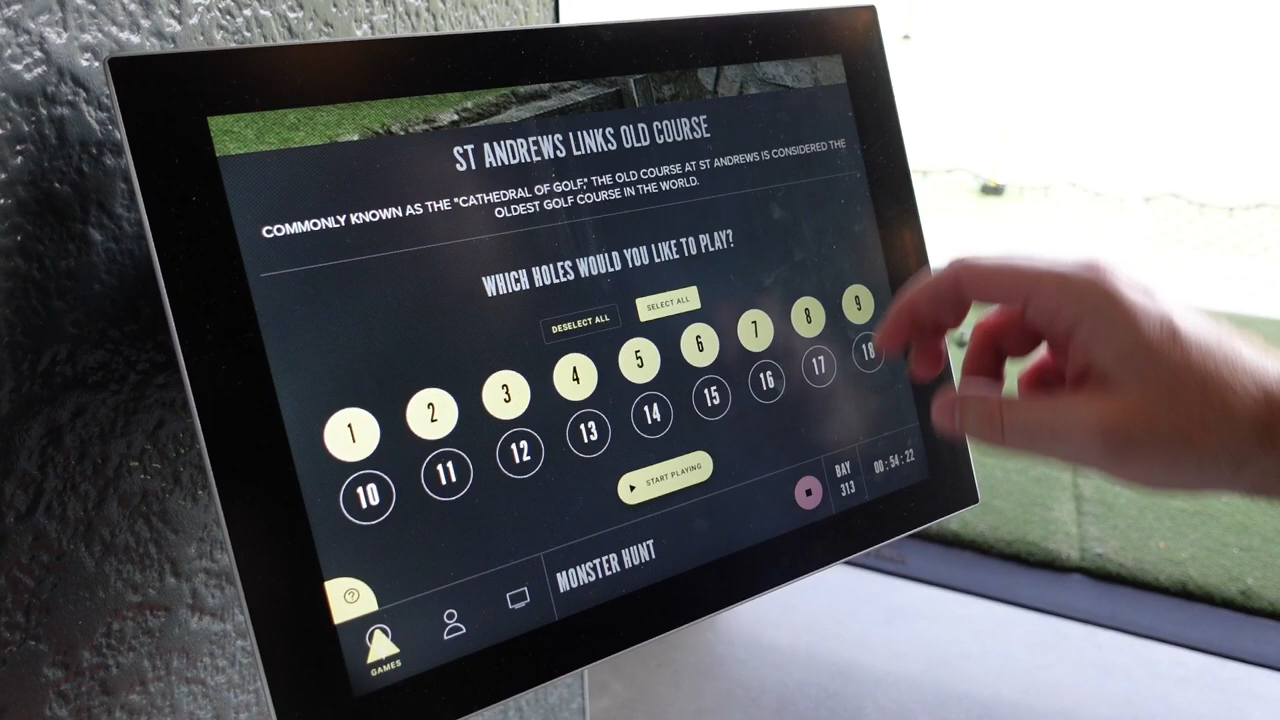 ST ANDREWS LINKS OLD COURSE
COMMONLY KNOWN AS THE "CATHEDRAL OF GOLF," THE OLD COURSE AT ST ANDREWS IS CONSIDERED THE
OLDEST GOLF COURSE IN THE WORLD.
WHICH HOLES WOULD YOU LIKE TO PLAY?
DESELECT ALL SELECT ALL
1 2 3 4 5 6 7 8 9
10 11 12 13 14 15 16 17 18
START PLAYING
BAY
313
00:54:22
MONSTER HUNT
?
GAMES